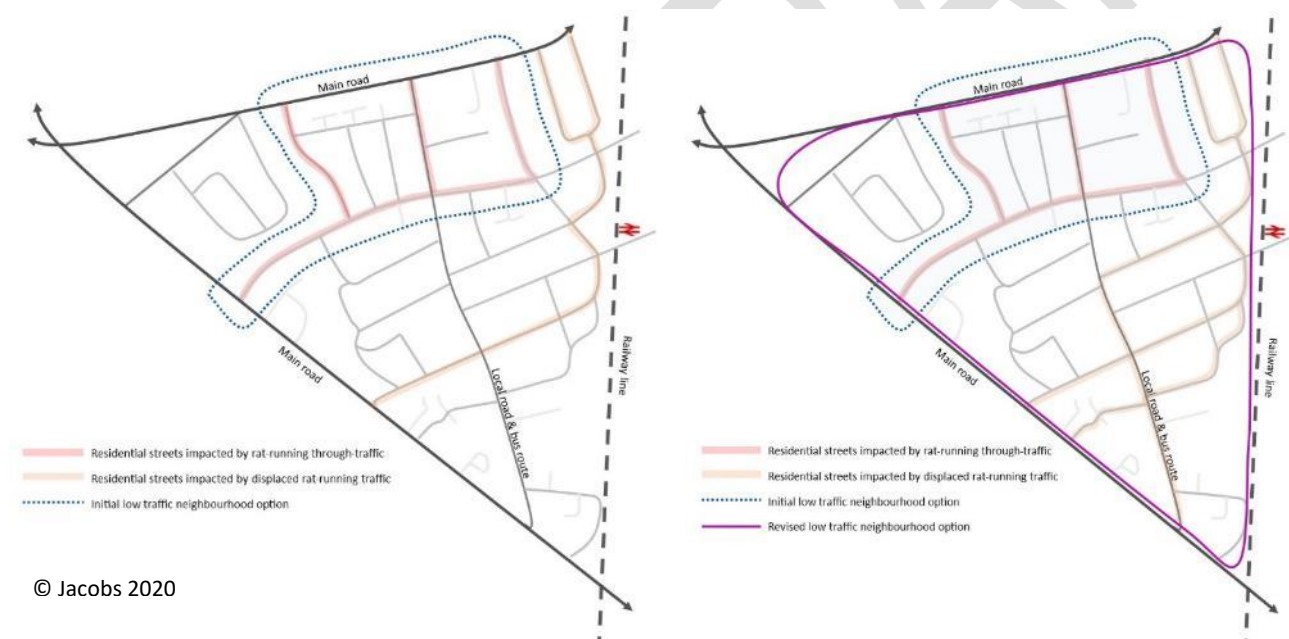 Main road
Main road
Local road & bus route
Railway line
Residential streets impacted by rat-running through-traffic
Residential streets impacted by displaced rat-running traffic
Initial low traffic neighbourhood option
© Jacobs 2020
Main road
Main road
Local road & bus route
Railway line
Residential streets impacted by rat-running through-traffic
Residential streets impacted by displaced rat-running traffic
Initial low traffic neighbourhood option
Revised low traffic neighbourhood option